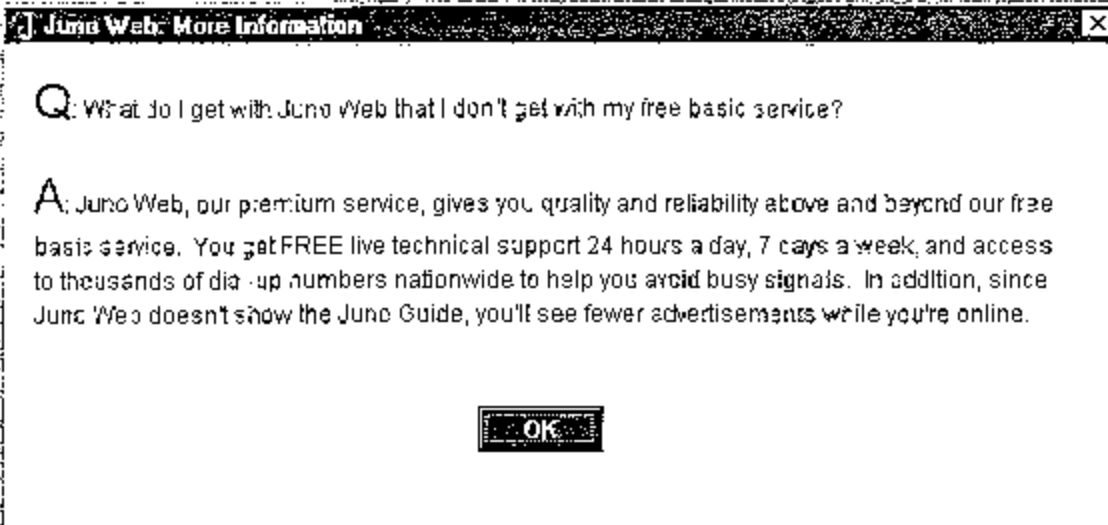 Juno Web: More Information
Q: What do I get with Juno Web that I don't get with my free basic service?
A: Juno Web, our premium service, gives you quality and reliability above and beyond our free
basic service. You get FREE live technical support 24 hours a day, 7 days a week, and access
to thousands of dial-up numbers nationwide to help you avoid busy signals. In addition, since
Juno Web doesn't show the Juno Guide, you'll see fewer advertisements while you're online.
OK